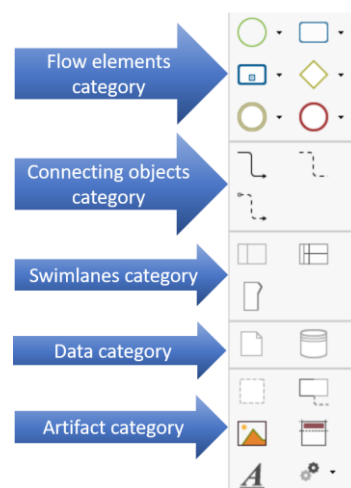 Flow elements
category
Connecting objects
category
Swimlanes category
Data category
Artifact category
A